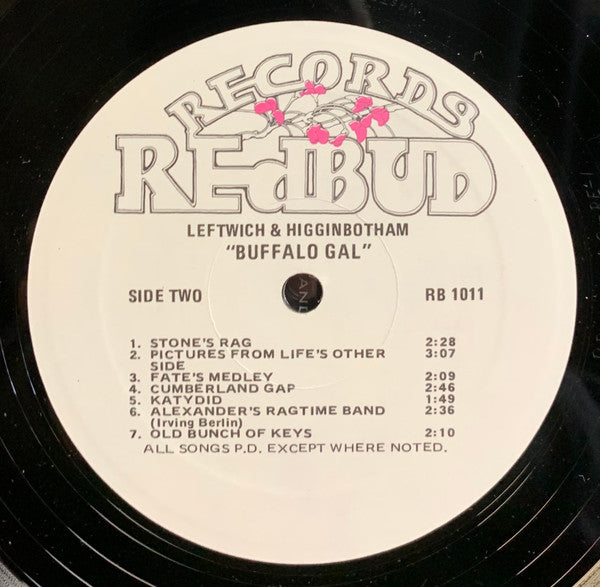 RECORDS
REdBUD
LEFTWICH & HIGGINBOTHAM
"BUFFALO GAL"
SIDE TWO RB 1011
1. STONE'S RAG 2:28
2. PICTURES FROM LIFE'S OTHER 3:07
SIDE
3. FATE'S MEDLEY 2:09
4. CUMBERLAND GAP 2:46
5. KATYDID 1:49
6. ALEXANDER'S RAGTIME BAND 2:36
(Irving Berlin)
7. OLD BUNCH OF KEYS 2:10
ALL SONGS P.D. EXCEPT WHERE NOTED.